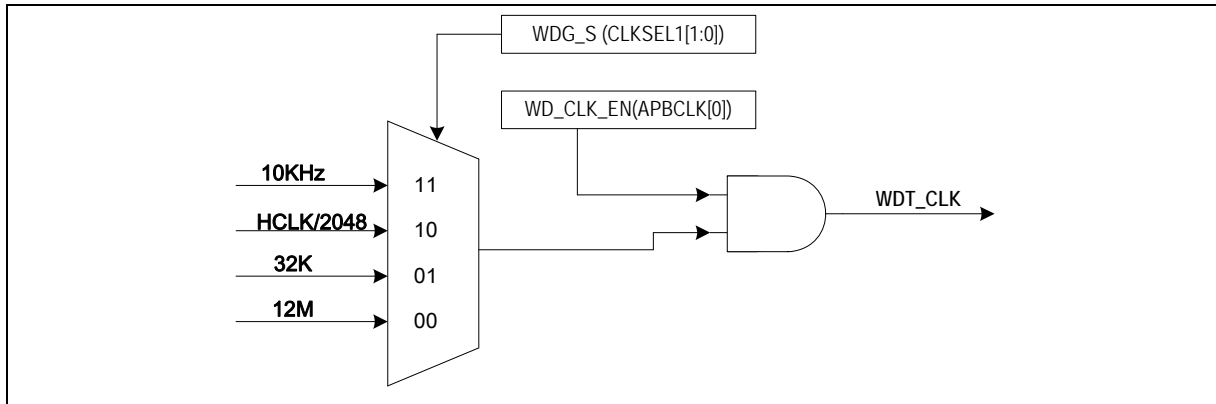 WDG_S (CLKSEL1[1:0])
WD_CLK_EN(APBCLK[0])
10KHz
11
HCLK/2048
10
32K
01
12M
00
WDT_CLK